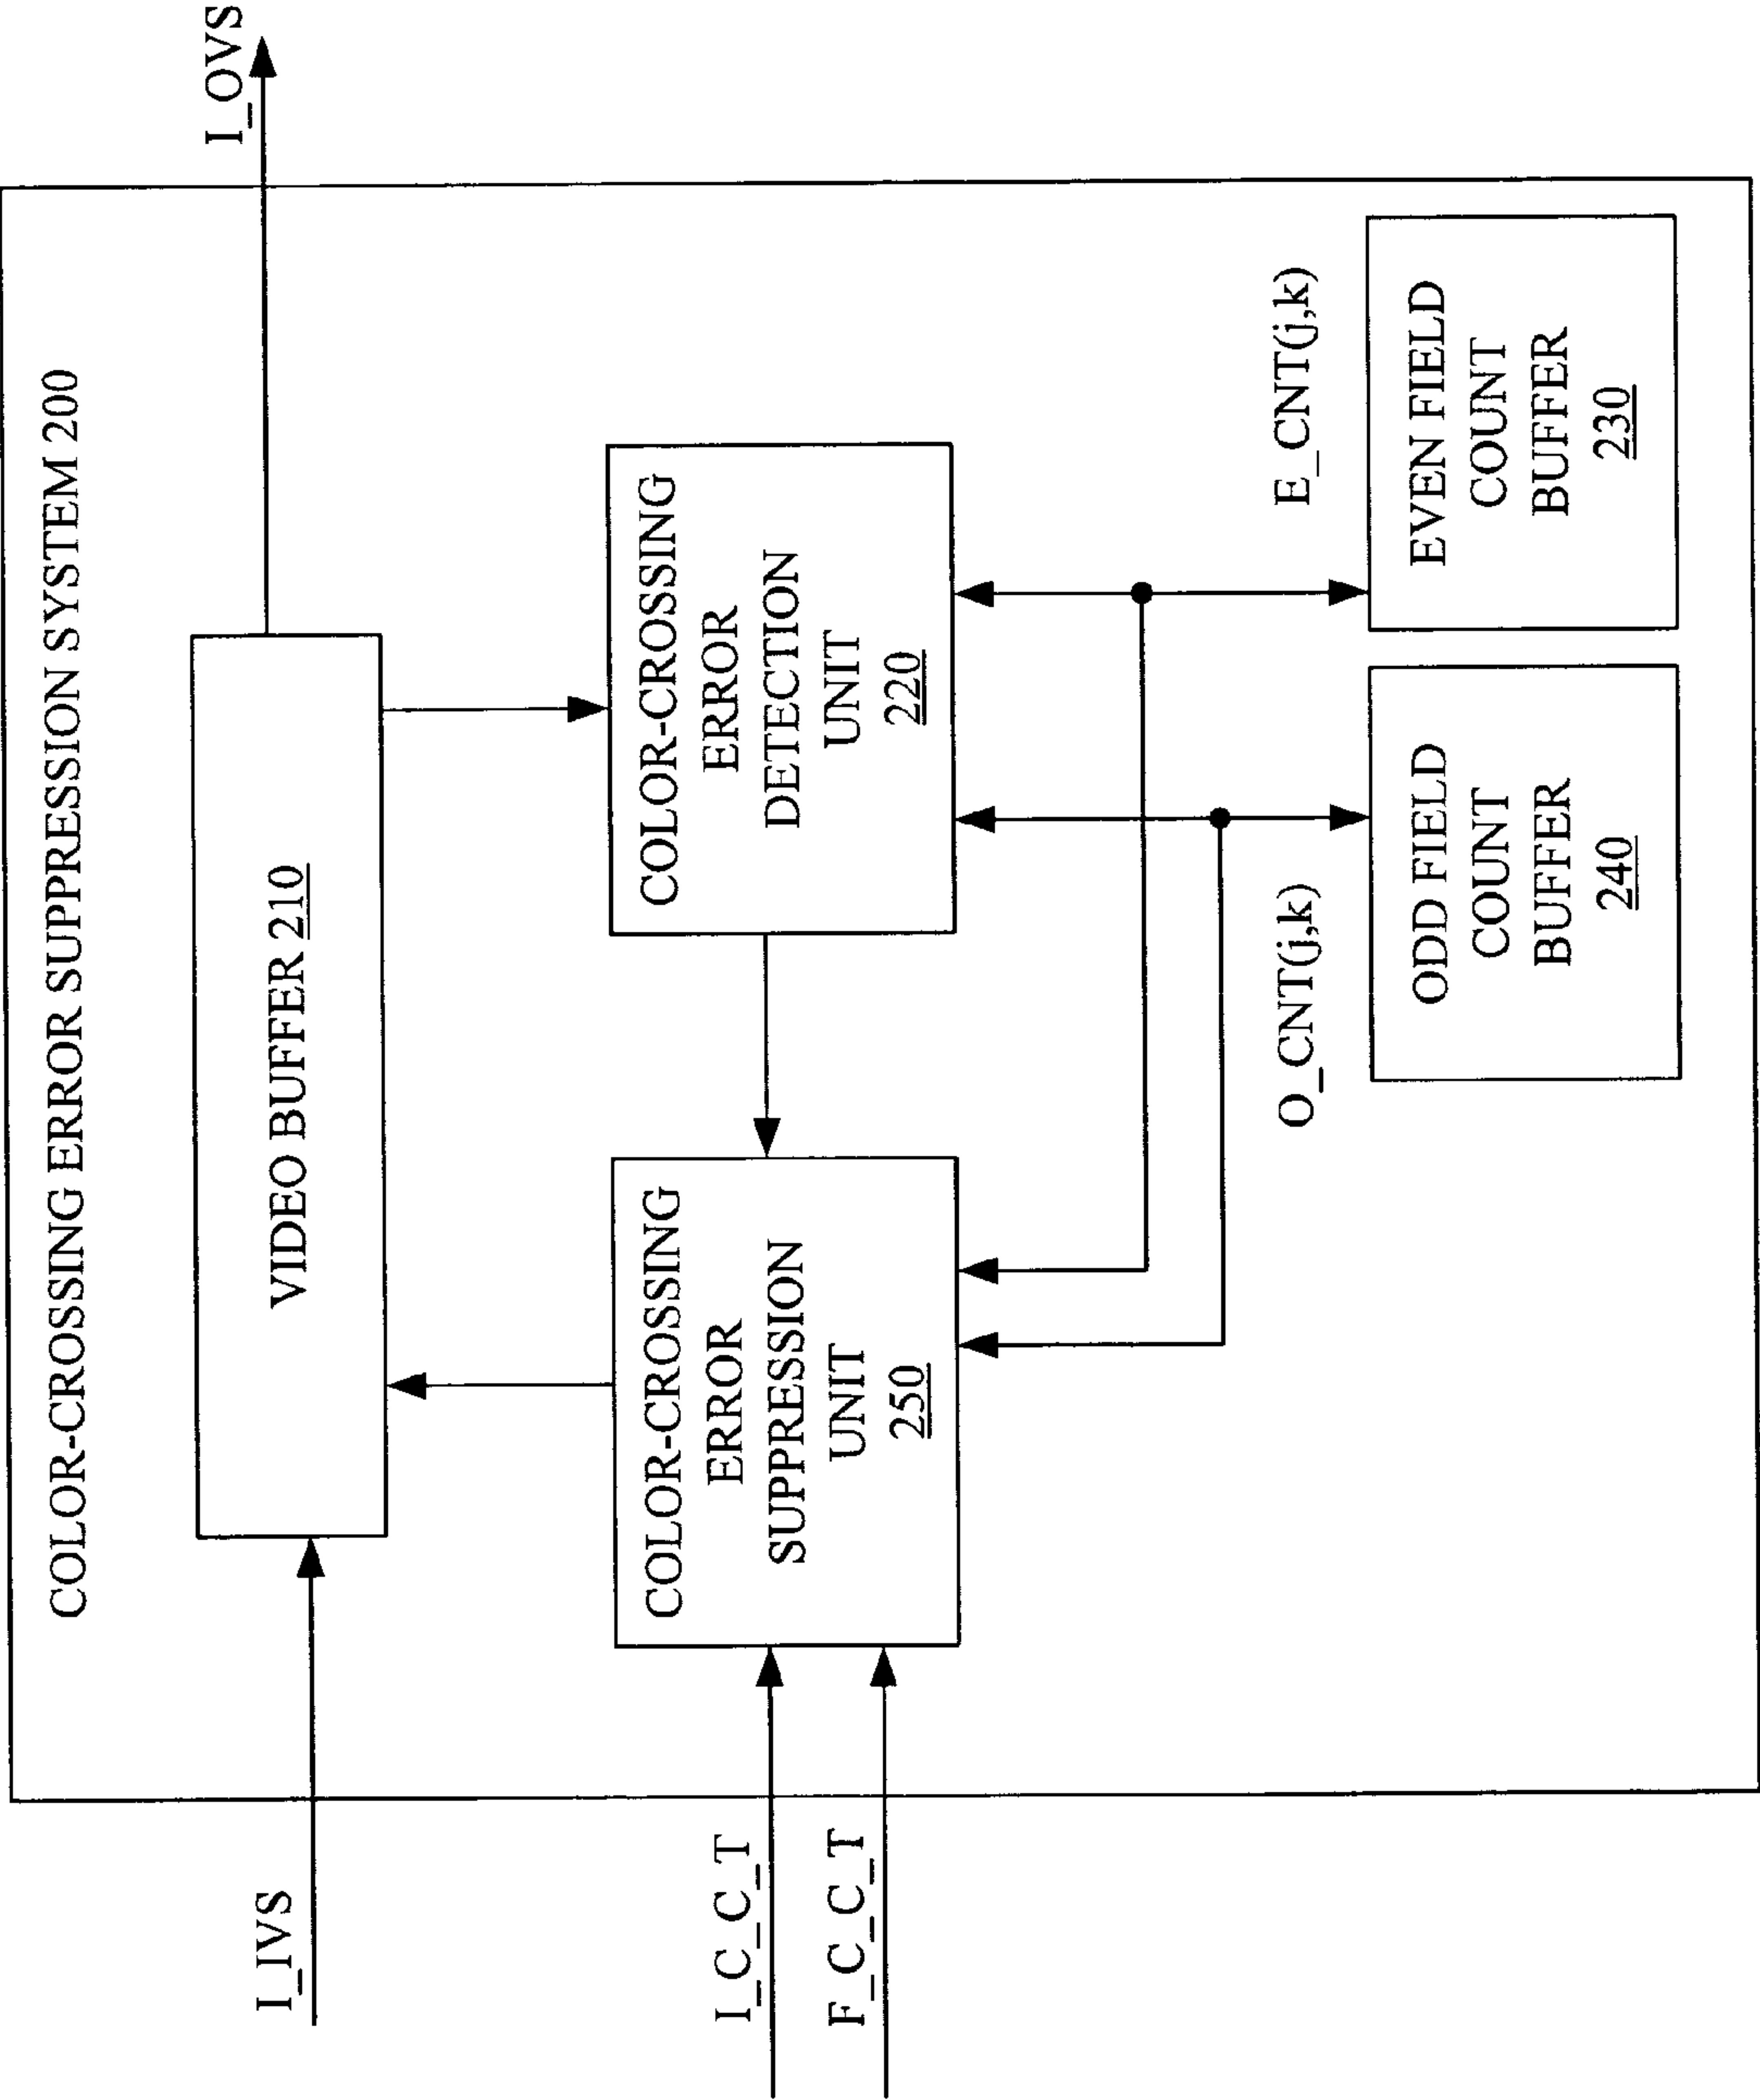 COLOR-CROSSING ERROR SUPPRESSION SYSTEM 200
I_OVS
I_IVS
VIDEO BUFFER 210
COLOR-CROSSING
ERROR
SUPPRESSION
UNIT
250
COLOR-CROSSING
ERROR
DETECTION
UNIT
220
I_C_C_T
F_C_C_T
O_CNT(j,k)
E_CNT(j,k)
ODD FIELD
COUNT
BUFFER
240
EVEN FIELD
COUNT
BUFFER
230